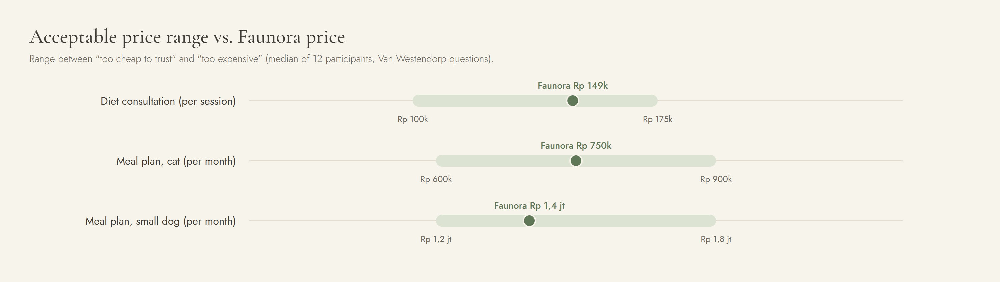 Acceptable price range vs. Faunora price
Range between "too cheap to trust" and "too expensive" (median of 12 participants, Van Westendorp questions).
Faunora Rp 149k
Diet consultation (per session)
Rp 100k
Rp 175k
Faunora Rp 750k
Meal plan, cat (per month)
Rp 600k
Rp 900k
Faunora Rp 1,4 jt
Meal plan, small dog (per month)
Rp 1,2 jt
Rp 1,8 jt